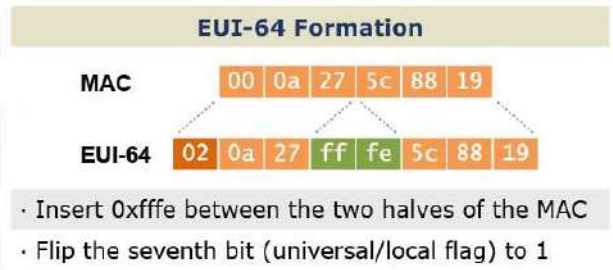 EUI-64 Formation
MAC 00 0a 27 5c 88 19
EUI-64 02 0a 27 ff fe 5c 88 19
· Insert 0xfffe between the two halves of the MAC
· Flip the seventh bit (universal/local flag) to 1